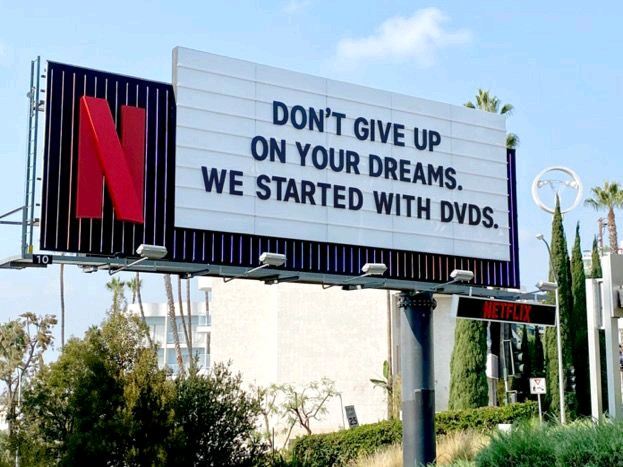 N
DON'T GIVE UP
ON YOUR DREAMS.
WE STARTED WITH DVDS.
10
NETFLIX